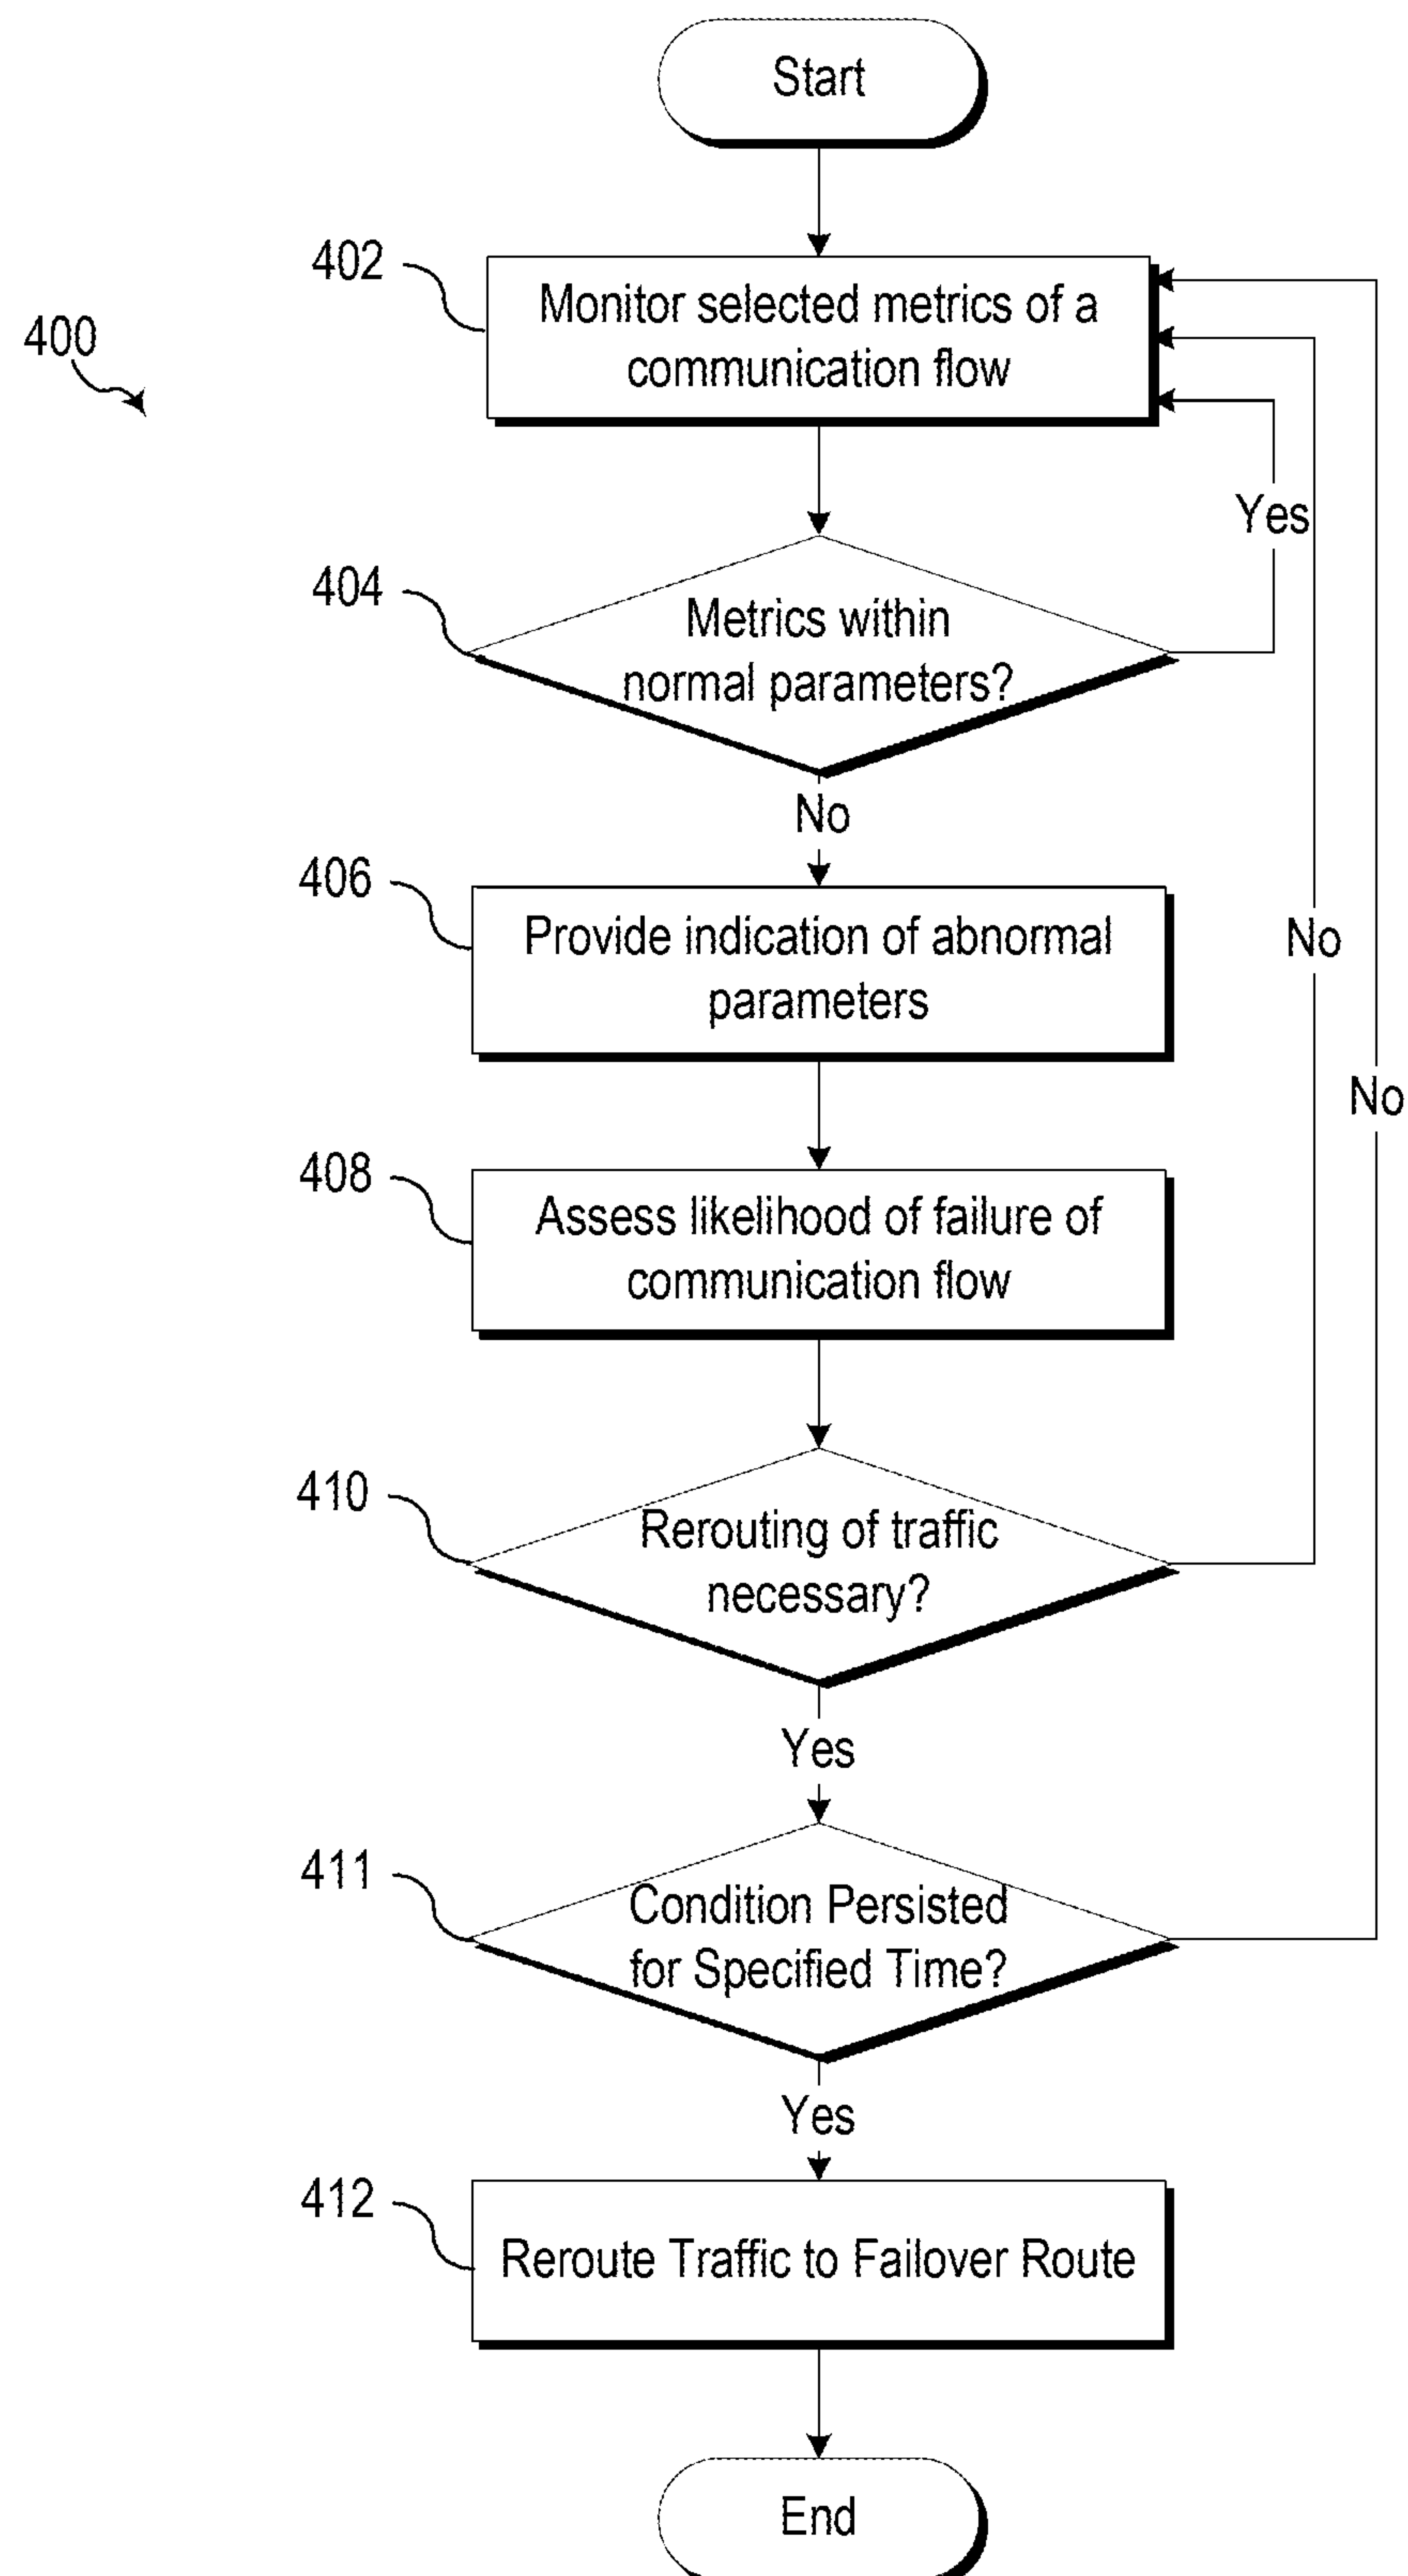 Start
402
Monitor selected metrics of a
communication flow
400
Yes
404
Metrics within
normal parameters?
No
406
Provide indication of abnormal
parameters
No
No
408
Assess likelihood of failure of
communication flow
410
Rerouting of traffic
necessary?
Yes
411
Condition Persisted
for Specified Time?
Yes
412
Reroute Traffic to Failover Route
End